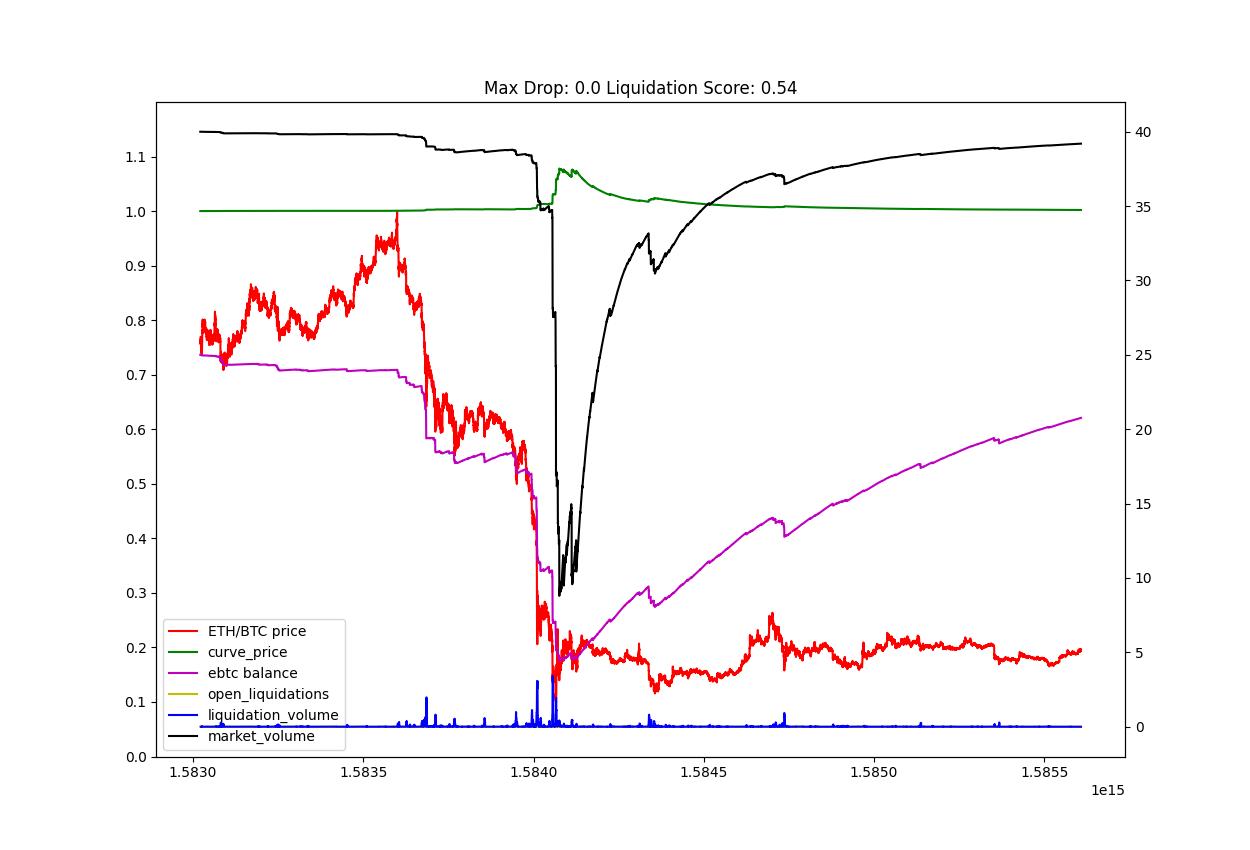 Max Drop: 0.0 Liquidation Score: 0.54
1.1
1.0
0.9
0.8
0.7
0.6
0.5
0.4
0.3
0.2
0.1
0.0
40
35
30
25
20
15
10
5
0
ETH/BTC price
curve_price
ebtc balance
open_liquidations
liquidation_volume
market_volume
1.5830 1.5835 1.5840 1.5845 1.5850 1.5855
1e15